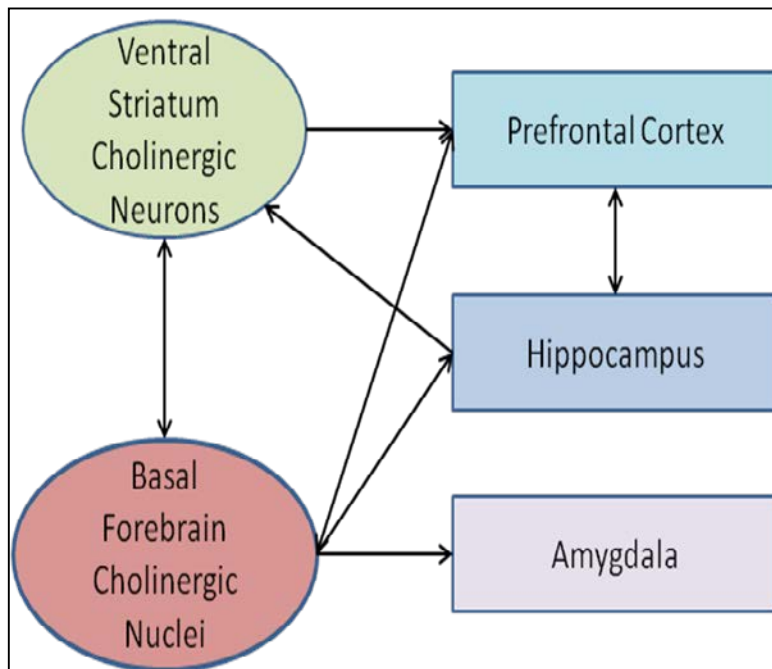 Ventral
Striatum
Cholinergic
Neurons
Prefrontal Cortex
Hippocampus
Basal
Forebrain
Cholinergic
Nuclei
Amygdala